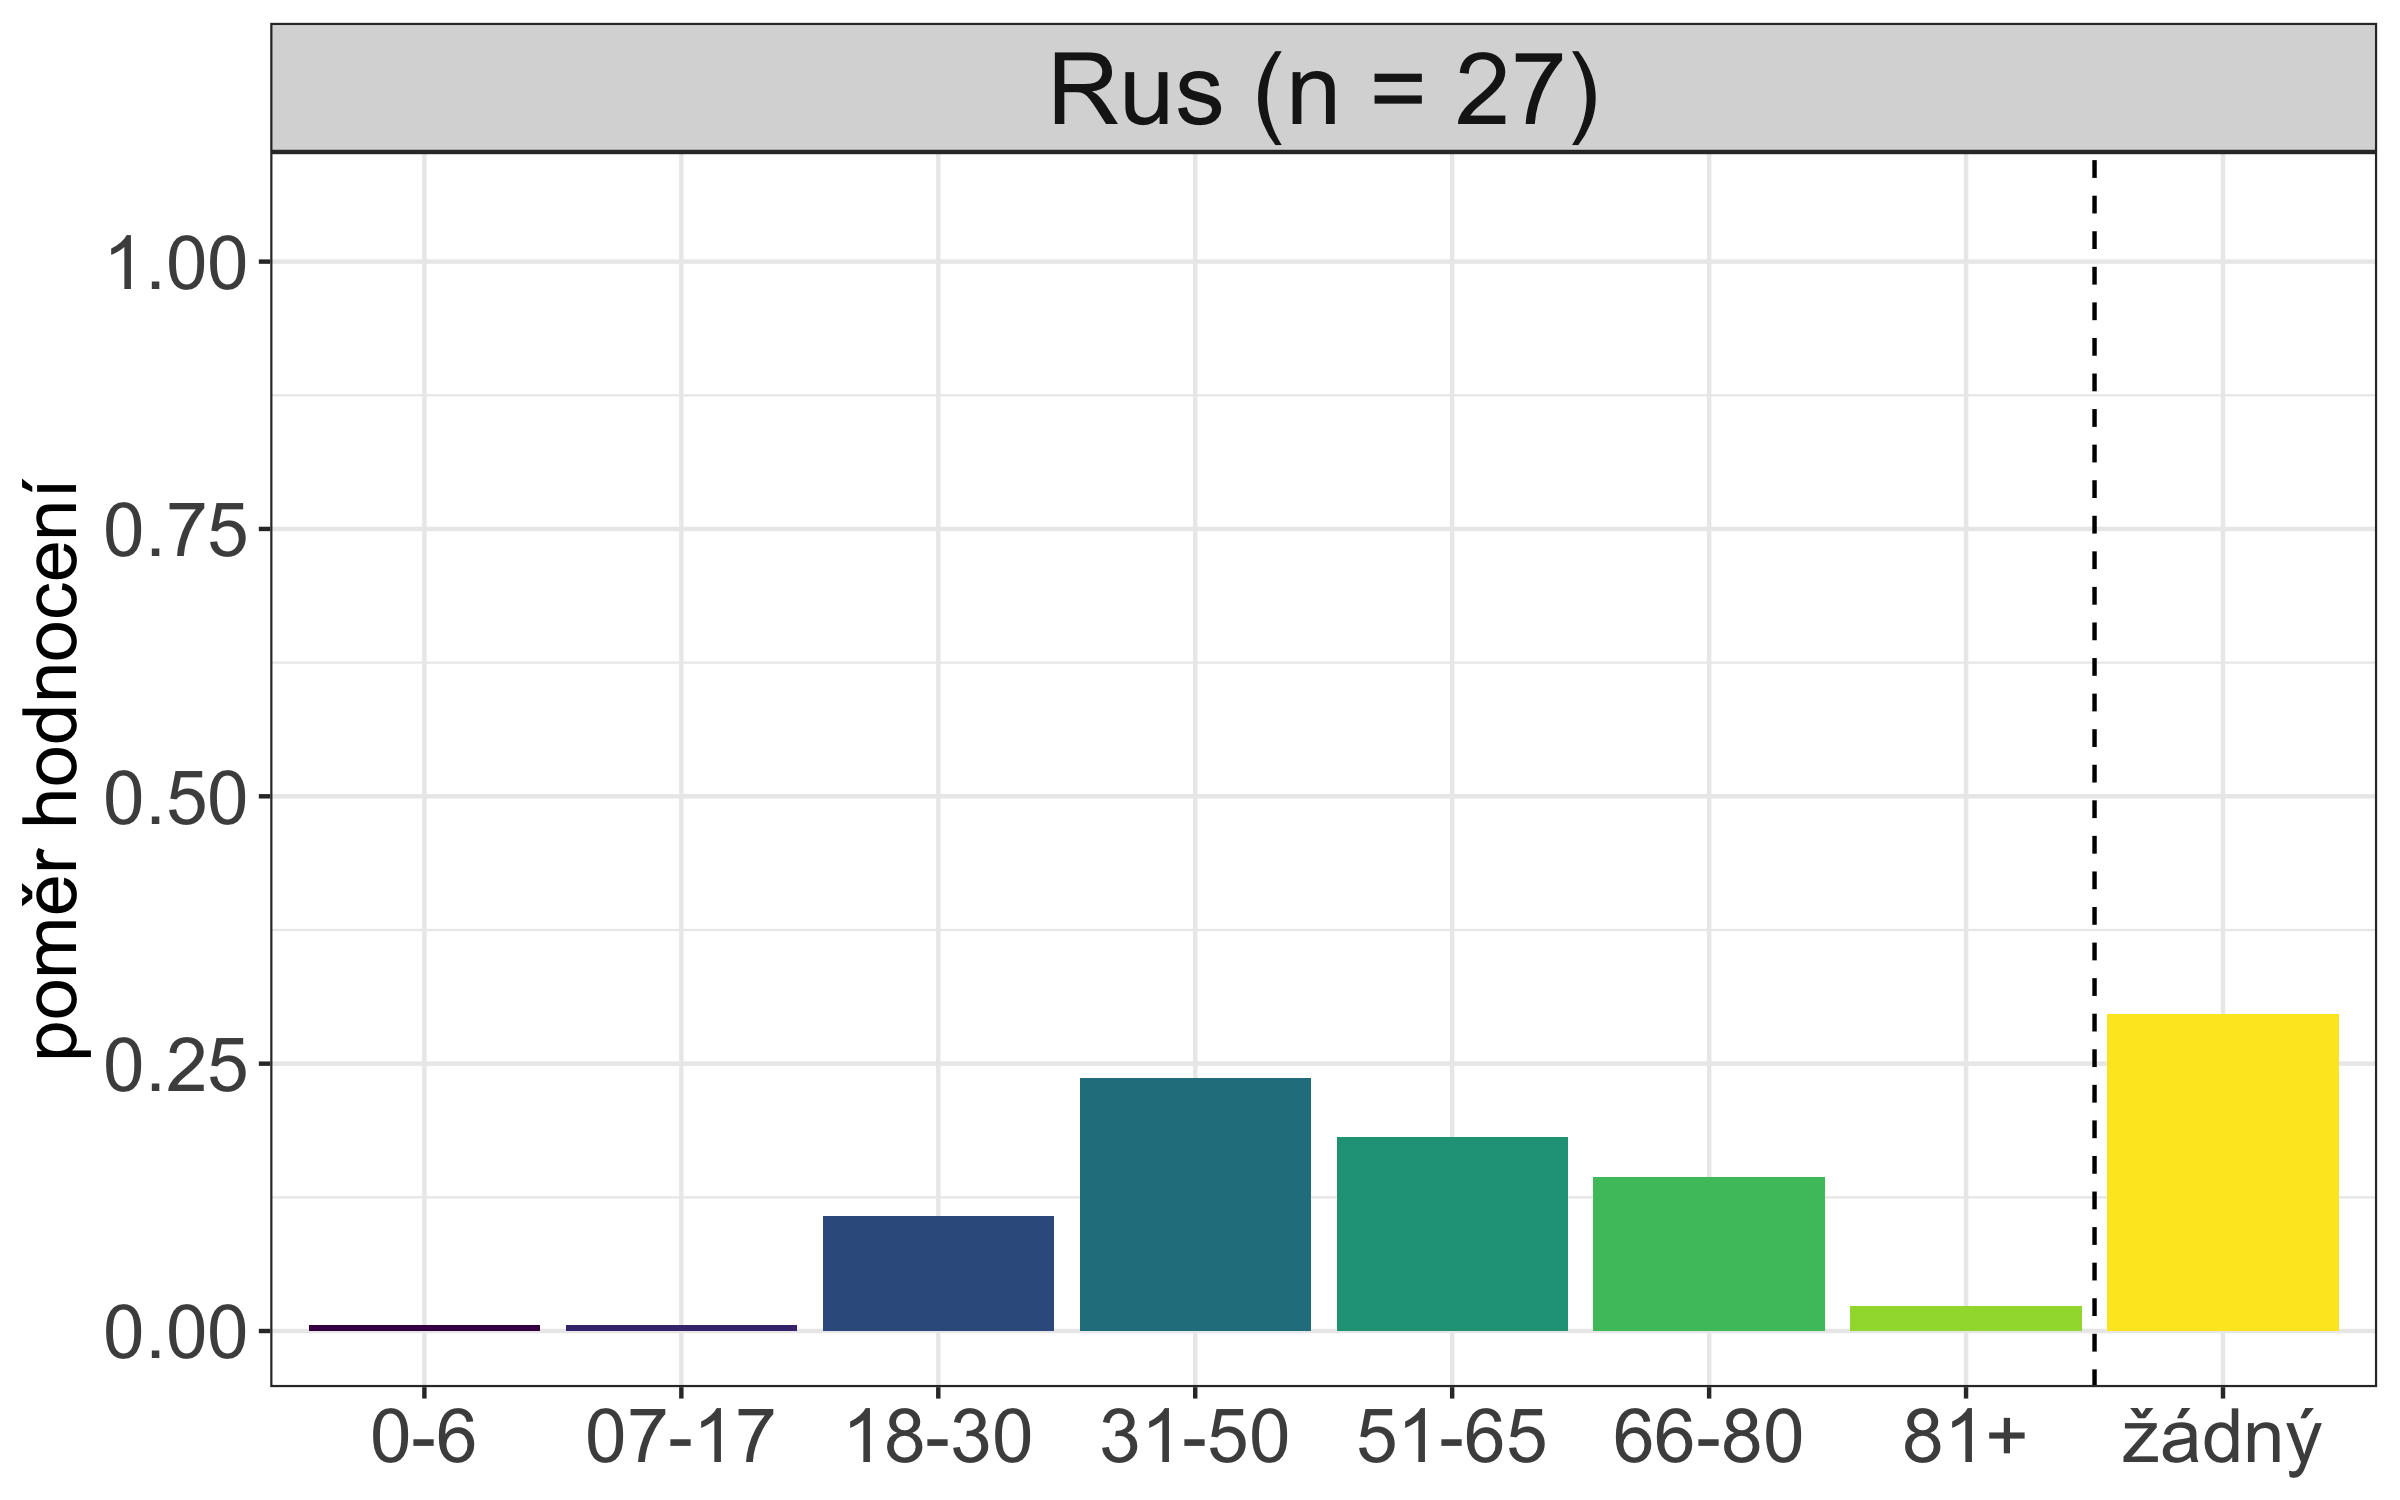 Rus (n = 27)
poměr hodnocení
1.00
0.75
0.50
0.25
0.00
0-6 07-17 18-30 31-50 51-65 66-80 81+ žádný